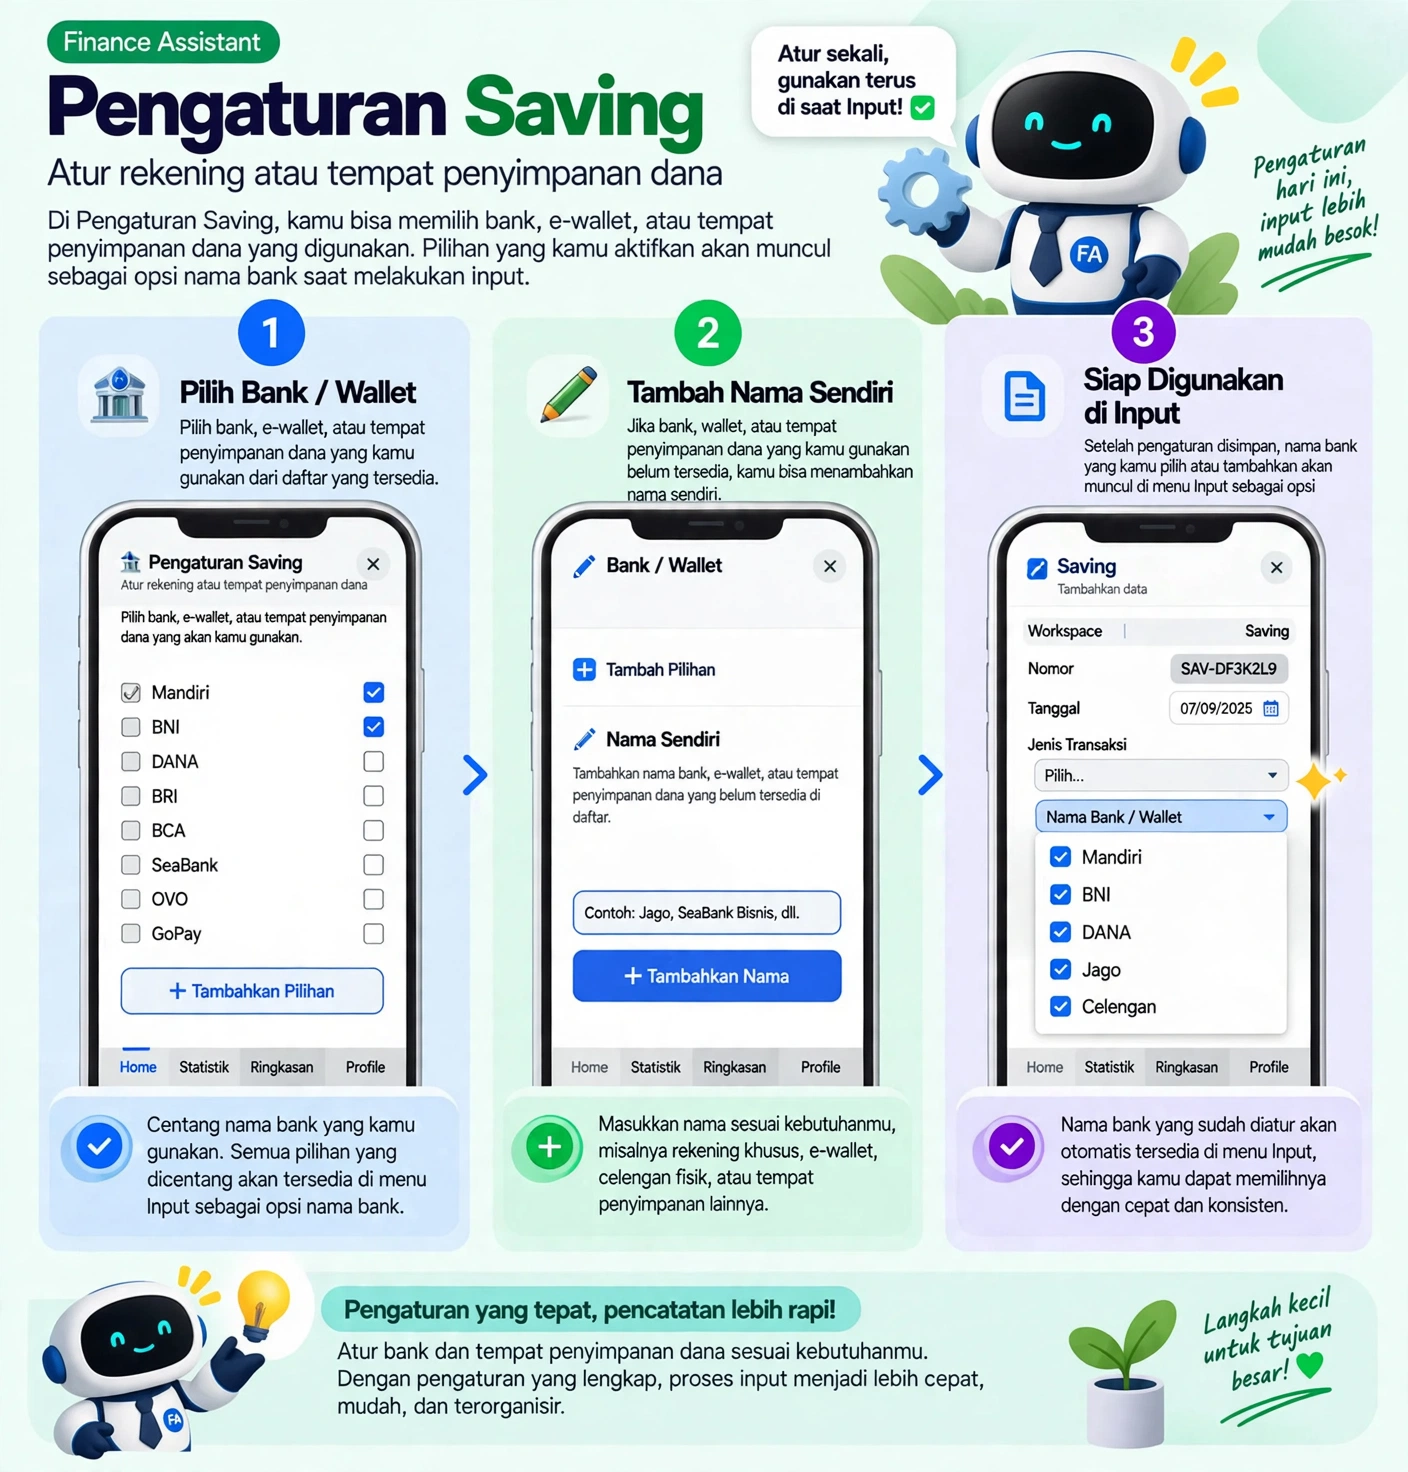 Finance Assistant
Pengaturan Saving
Atur rekening atau tempat penyimpanan dana
Di Pengaturan Saving, kamu bisa memilih bank, e-wallet, atau tempat
penyimpanan dana yang digunakan. Pilihan yang kamu aktifkan akan muncul
sebagai opsi nama bank saat melakukan input.
Atur sekali,
gunakan terus
di saat Input!
FA
Pengaturan
hari ini,
input lebih
mudah besok!
1
Pilih Bank / Wallet
Pilih bank, e-wallet, atau tempat
penyimpanan dana yang kamu
gunakan dari daftar yang tersedia.
Pengaturan Saving
Atur rekening atau tempat penyimpanan dana
Pilih bank, e-wallet, atau tempat penyimpanan
dana yang akan kamu gunakan.
Mandiri
BNI
DANA
BRI
BCA
SeaBank
OVO
GoPay
+ Tambahkan Pilihan
Home Statistik Ringkasan Profile
Centang nama bank yang kamu
gunakan. Semua pilihan yang
dicentang akan tersedia di menu
Input sebagai opsi nama bank.
2
Tambah Nama Sendiri
Jika bank, wallet, atau tempat
penyimpanan dana yang kamu gunakan
belum tersedia, kamu bisa menambahkan
nama sendiri.
Bank / Wallet
Tambah Pilihan
Nama Sendiri
Tambahkan nama bank, e-wallet, atau tempat
penyimpanan dana yang belum tersedia di
daftar.
Contoh: Jago, SeaBank Bisnis, dll.
+ Tambahkan Nama
Home Statistik Ringkasan Profile
Masukkan nama sesuai kebutuhanmu,
misalnya rekening khusus, e-wallet,
celengan fisik, atau tempat
penyimpanan lainnya.
3
Siap Digunakan
di Input
Setelah pengaturan disimpan, nama bank
yang kamu pilih atau tambahkan akan
muncul di menu Input sebagai opsi
Saving
Tambahkan data
Workspace | Saving
Nomor SAV-DF3K2L9
Tanggal 07/09/2025
Jenis Transaksi
Pilih...
Nama Bank / Wallet
Mandiri
BNI
DANA
Jago
Celengan
Home Statistik Ringkasan Profile
Nama bank yang sudah diatur akan
otomatis tersedia di menu Input,
sehingga kamu dapat memilihnya
dengan cepat dan konsisten.
FA
Pengaturan yang tepat, pencatatan lebih rapi!
Atur bank dan tempat penyimpanan dana sesuai kebutuhanmu.
Dengan pengaturan yang lengkap, proses input menjadi lebih cepat,
mudah, dan terorganisir.
Langkah kecil
untuk tujuan
besar!